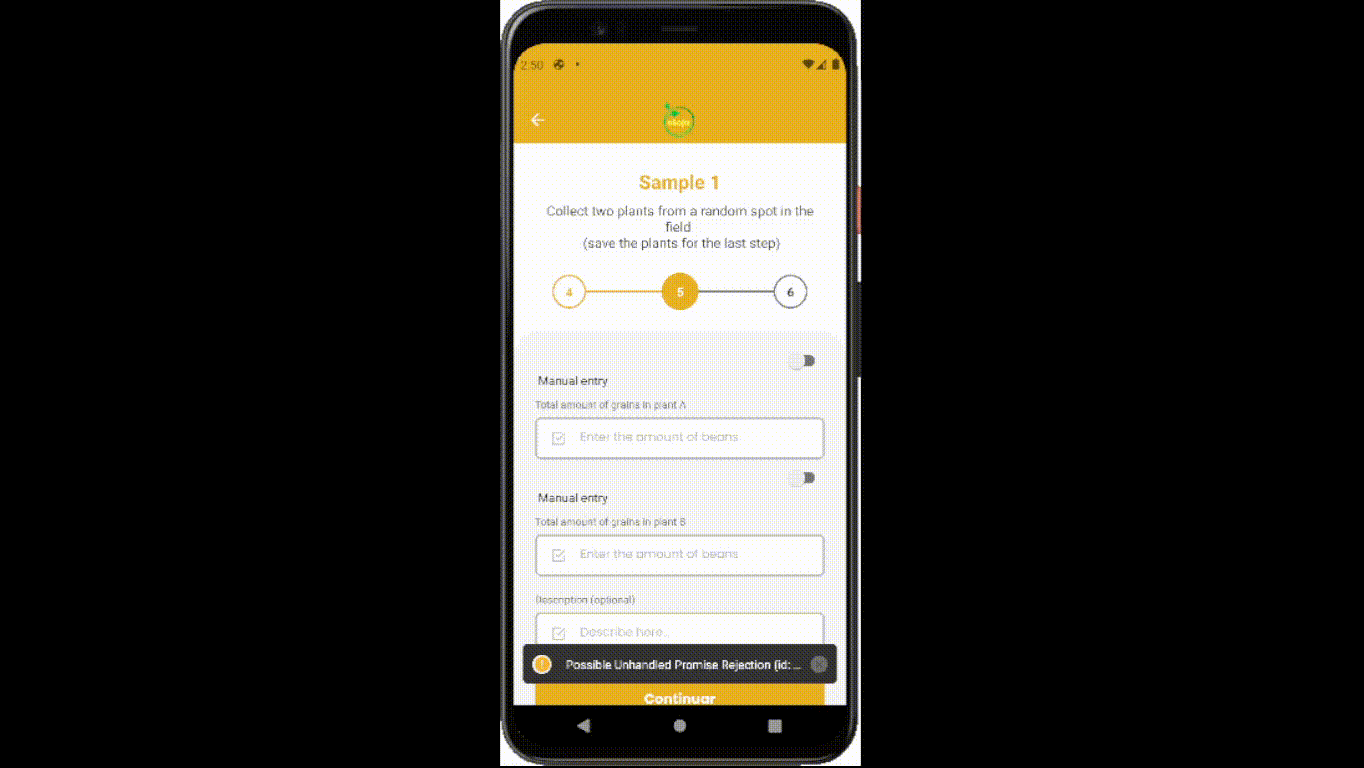 2:50
Sample 1
Collect two plants from a random spot in the
field
(save the plants for the last step)
4
5
6
Manual entry
Total amount of grains in plant A
Enter the amount of beans
Manual entry
Total amount of grains in plant B
Enter the amount of beans
Description (optional)
Describe here...
! Possible Unhandled Promise Rejection (id: ...
Continuar